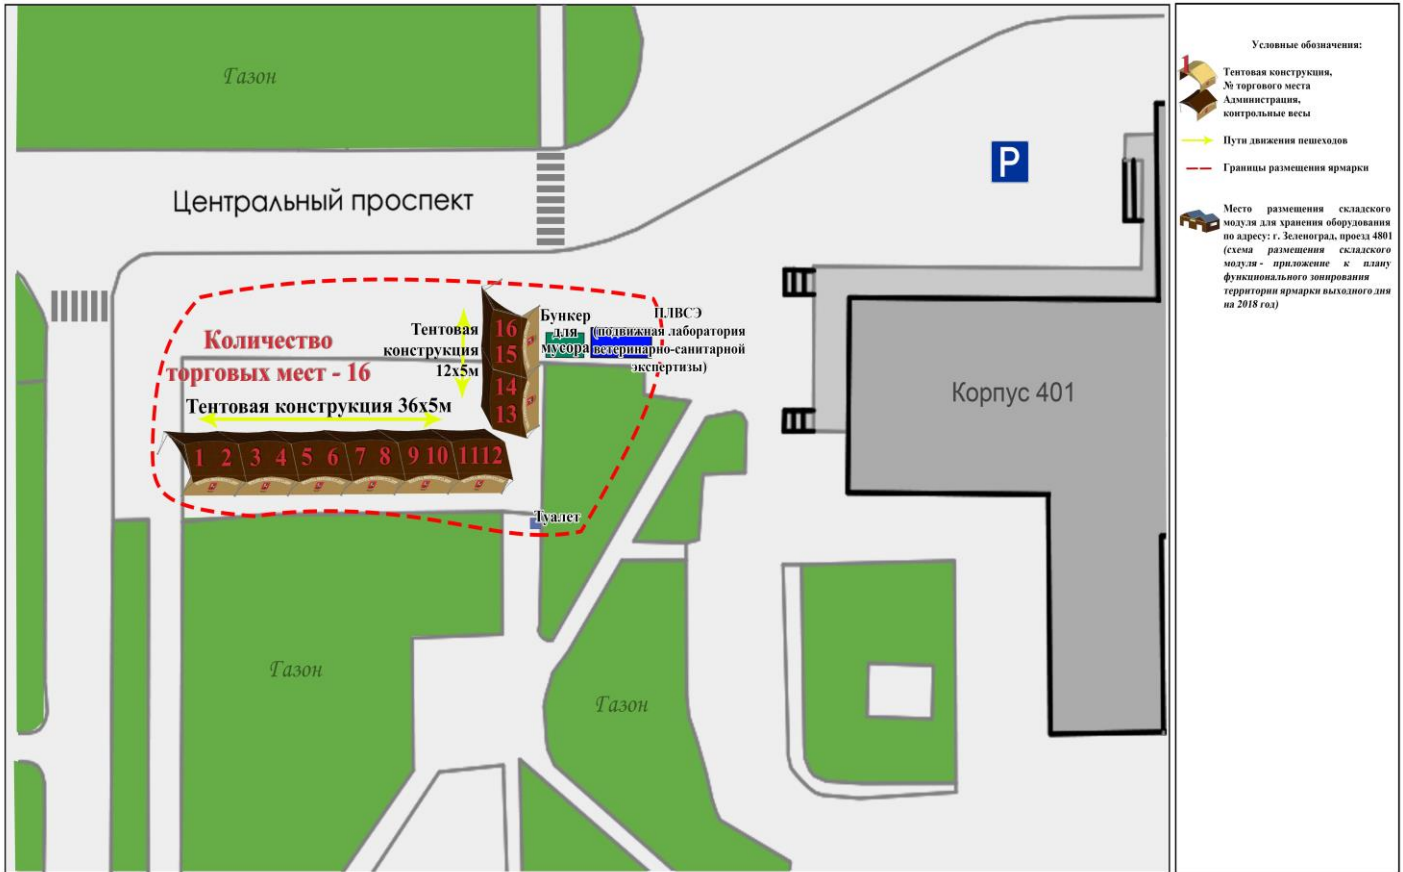 Газон
Центральный проспект
P
Количество
торговых мест - 16
Тентовая
конструкция
12х5м
16
15
14
13
Бункер
для
мусора
ПЛВСЭ
(подвижная лаборатория
ветеринарно-санитарной
экспертизы)
Тентовая конструкция 36х5м
1 2 3 4 5 6 7 8 9 10 11 12
Туалет
Корпус 401
Газон
Газон
Условные обозначения:
1
Тентовая конструкция,
№ торгового места
Администрация,
контрольные весы
Пути движения пешеходов
Границы размещения ярмарки
Место размещения складского
модуля для хранения оборудования
по адресу: г. Зеленоград, проезд 4801
(схема размещения складского
модуля - приложение к плану
функционального зонирования
территории ярмарки выходного дня
на 2018 год)